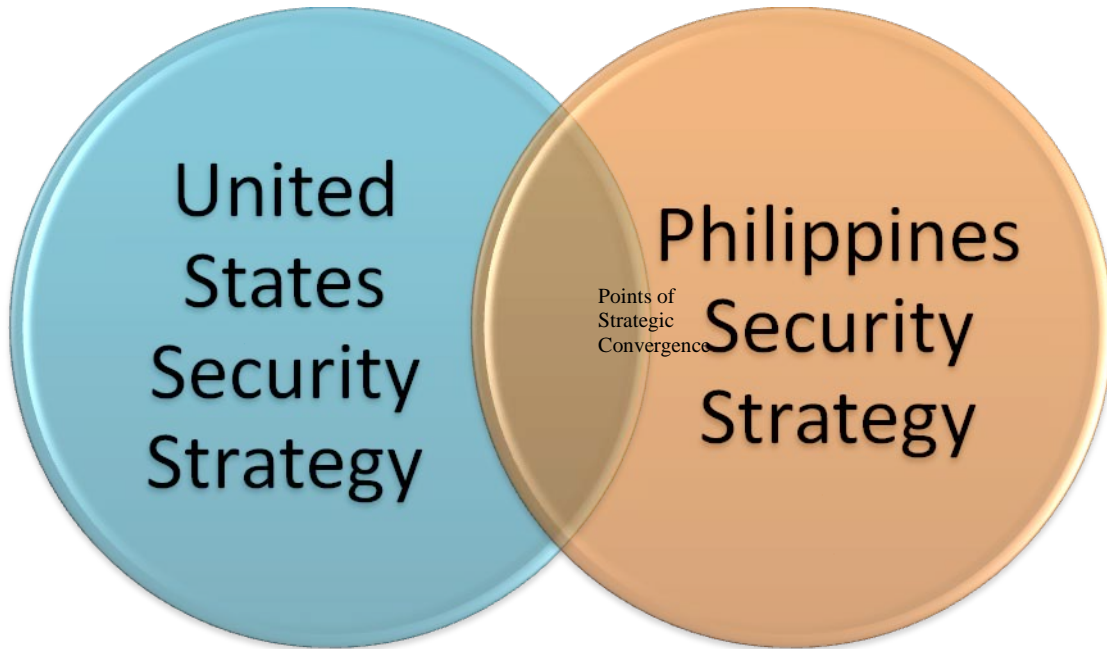 United
States
Security
Strategy
Points of
Strategic
Convergence
Philippines
Security
Strategy